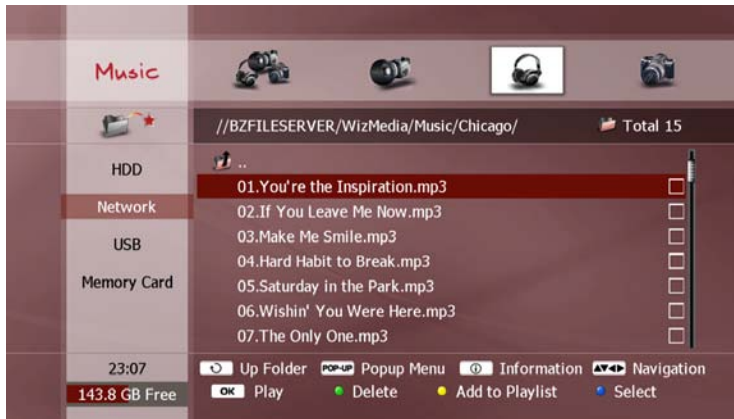 Music
//BZFILESERVER/WizMedia/Music/Chicago/ Total 15
HDD
Network
USB
Memory Card
..
01.You're the Inspiration.mp3
02.If You Leave Me Now.mp3
03.Make Me Smile.mp3
04.Hard Habit to Break.mp3
05.Saturday in the Park.mp3
06.Wishin' You Were Here.mp3
07.The Only One.mp3
23:07
143.8 GB Free
Up Folder POP-UP Popup Menu Information Navigation
OK Play Delete Add to Playlist Select